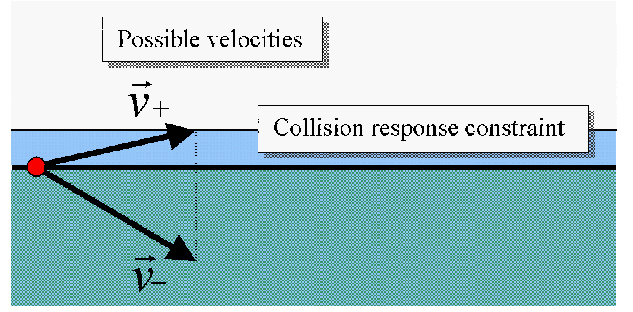 Possible velocities
v⃗+
Collision response constraint
v⃗−